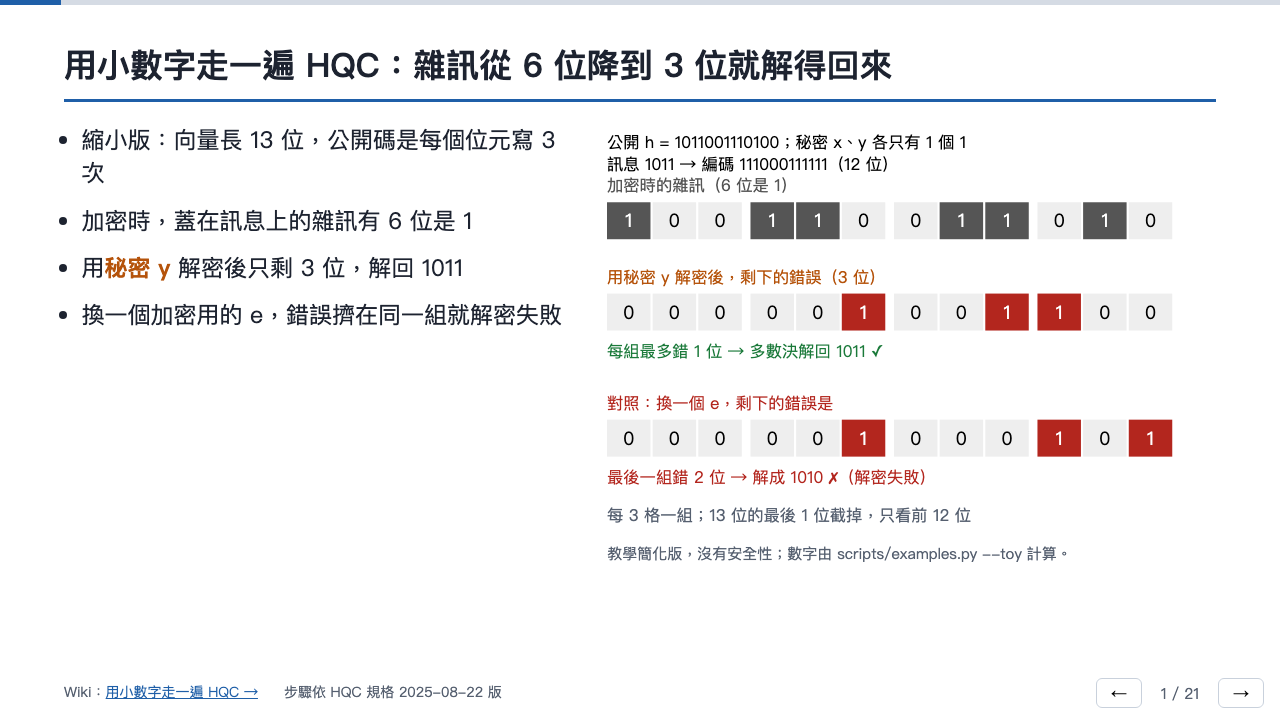 用小數字走一遍 HQC：雜訊從 6 位降到 3 位就解得回來
• 縮小版：向量長 13 位，公開碼是每個位元寫 3
次
• 加密時，蓋在訊息上的雜訊有 6 位是 1
• 用秘密 y 解密後只剩 3 位，解回 1011
• 換一個加密用的 e，錯誤擠在同一組就解密失敗
公開 h = 1011001110100；秘密 x、y 各只有 1 個 1
訊息 1011 → 編碼 111000111111（12 位）
加密時的雜訊（6 位是 1）
1 0 0 1 1 0 0 1 1 0 1 0
用秘密 y 解密後，剩下的錯誤（3 位）
0 0 0 0 0 1 0 0 1 1 0 0
每組最多錯 1 位 → 多數決解回 1011 ✓
對照：換一個 e，剩下的錯誤是
0 0 0 0 0 1 0 0 0 1 0 1
最後一組錯 2 位 → 解成 1010 ✗（解密失敗）
每 3 格一組；13 位的最後 1 位截掉，只看前 12 位
教學簡化版，沒有安全性；數字由 scripts/examples.py --toy 計算。
Wiki：用小數字走一遍 HQC → 步驟依 HQC 規格 2025-08-22 版
← 1 / 21 →